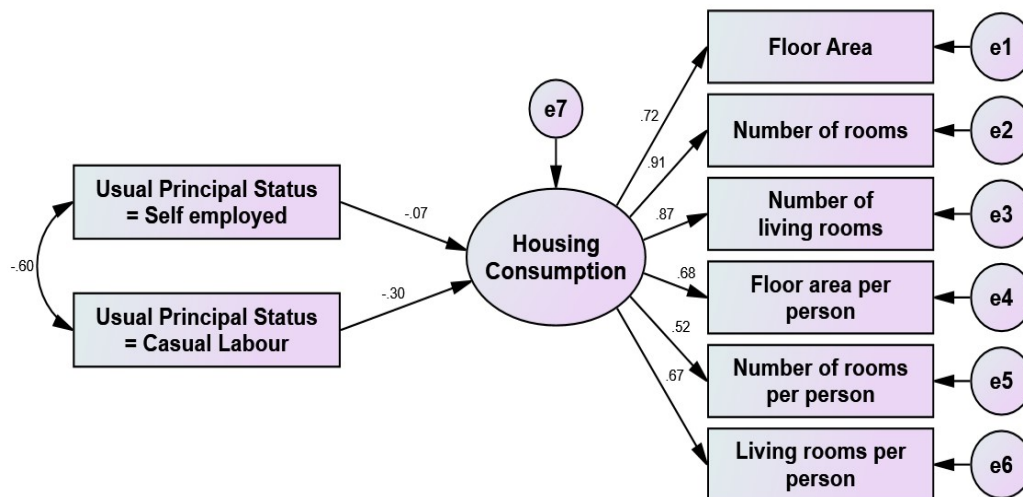 Floor Area
e1
e7
.72
Number of rooms
e2
.91
Usual Principal Status
= Self employed
-.07
.87
Number of
living rooms
e3
Housing
Consumption
-.60
.68
Floor area per
person
e4
-.30
Usual Principal Status
= Casual Labour
.52
Number of rooms
per person
e5
.67
Living rooms per
person
e6